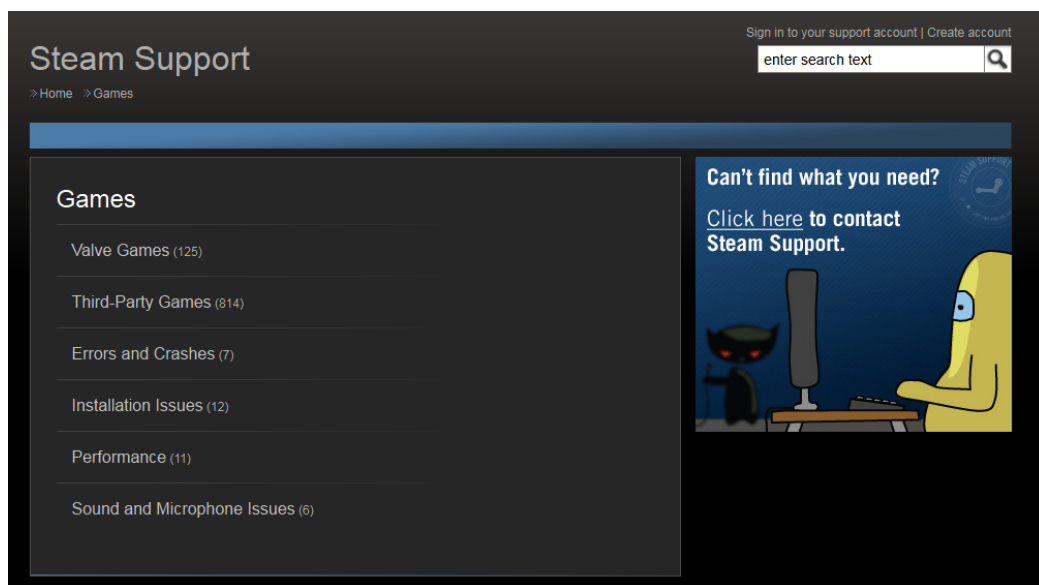 Sign in to your support account | Create account
Steam Support
enter search text
» Home » Games
Games
Valve Games (125)
Third-Party Games (814)
Errors and Crashes (7)
Installation Issues (12)
Performance (11)
Sound and Microphone Issues (6)
Can't find what you need?
Click here to contact
Steam Support.
STEAM SUPPORT